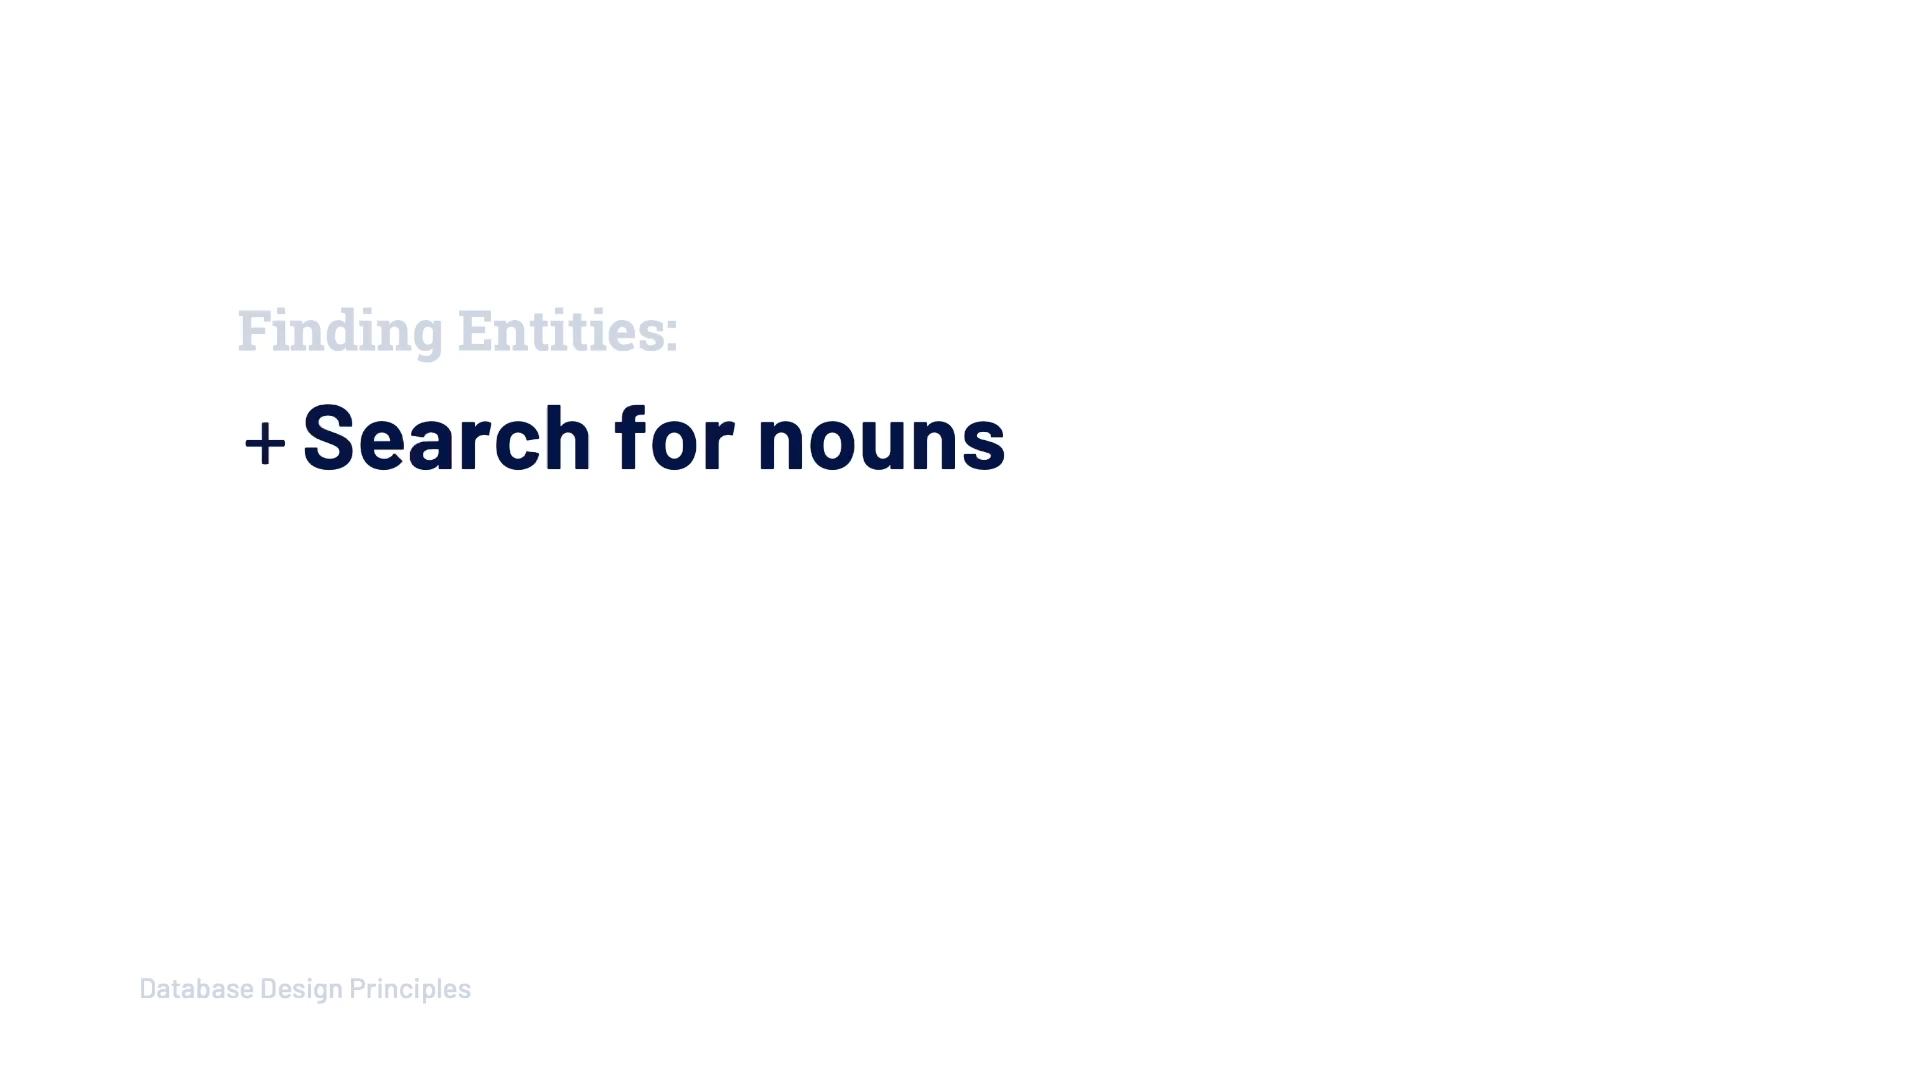 Finding Entities:
+ Search for nouns
Database Design Principles